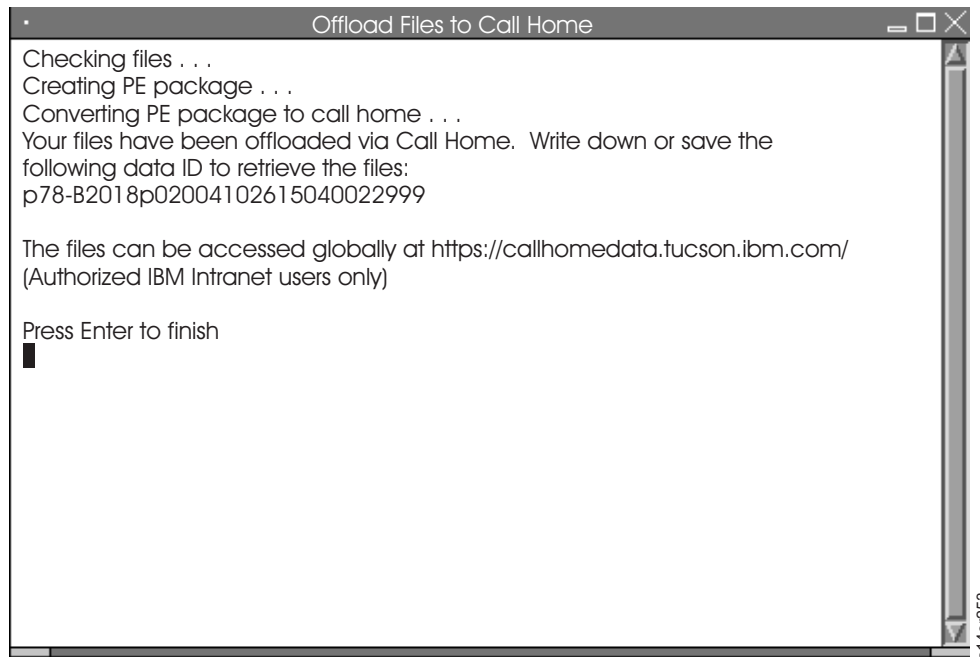 Offload Files to Call Home
Checking files . . .
Creating PE package . . .
Converting PE package to call home . . .
Your files have been offloaded via Call Home.  Write down or save the
following data ID to retrieve the files:
p78-B2018p02004102615040022999
The files can be accessed globally at https://callhomedata.tucson.ibm.com/
(Authorized IBM Intranet users only)
Press Enter to finish